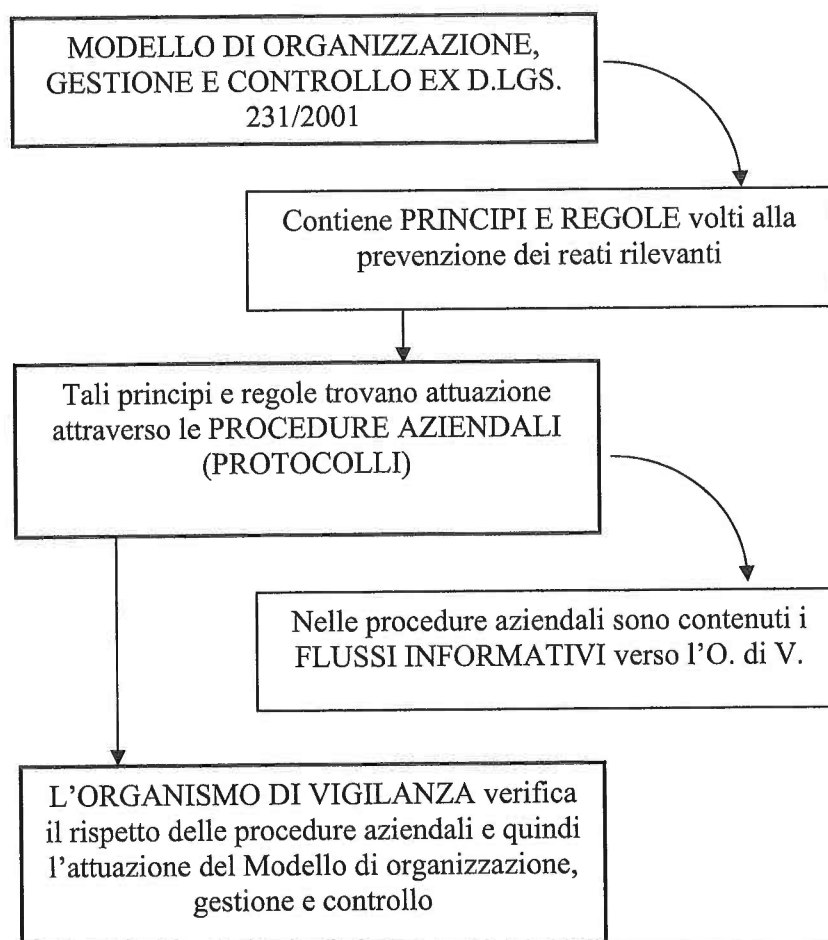 MODELLO DI ORGANIZZAZIONE,
GESTIONE E CONTROLLO EX D.LGS.
231/2001
Contiene PRINCIPI E REGOLE volti alla
prevenzione dei reati rilevanti
Tali principi e regole trovano attuazione
attraverso le PROCEDURE AZIENDALI
(PROTOCOLLI)
Nelle procedure aziendali sono contenuti i
FLUSSI INFORMATIVI verso l'O. di V.
L'ORGANISMO DI VIGILANZA verifica
il rispetto delle procedure aziendali e quindi
l'attuazione del Modello di organizzazione,
gestione e controllo